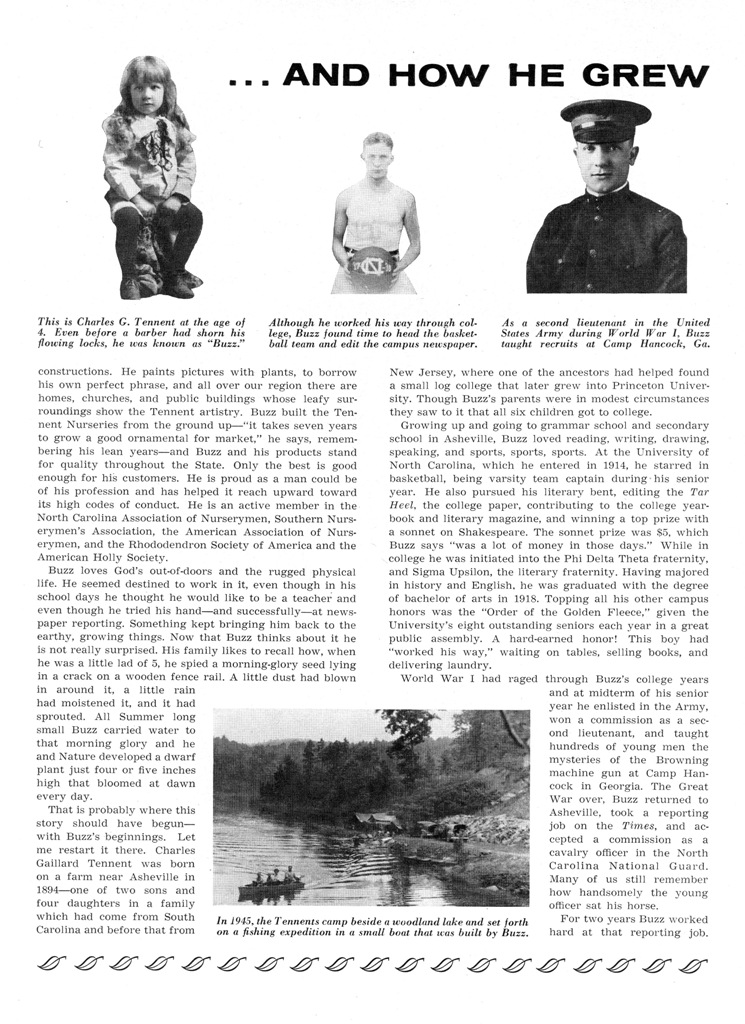 ... AND HOW HE GREW
This is Charles G. Tennent at the age of
4. Even before a barber had shorn his
flowing locks, he was known as "Buzz."
Although he worked his way through col-
lege, Buzz found time to head the basket-
ball team and edit the campus newspaper.
As a second lieutenant in the United
States Army during World War I, Buzz
taught recruits at Camp Hancock, Ga.
constructions. He paints pictures with plants, to borrow
his own perfect phrase, and all over our region there are
homes, churches, and public buildings whose leafy sur-
roundings show the Tennent artistry. Buzz built the Ten-
nent Nurseries from the ground up—"it takes seven years
to grow a good ornamental for market," he says, remem-
bering his lean years—and Buzz and his products stand
for quality throughout the State. Only the best is good
enough for his customers. He is proud as a man could be
of his profession and has helped it reach upward toward
its high codes of conduct. He is an active member in the
North Carolina Association of Nurserymen, Southern Nurs-
erymen's Association, the American Association of Nurs-
erymen, and the Rhododendron Society of America and the
American Holly Society.
Buzz loves God's out-of-doors and the rugged physical
life. He seemed destined to work in it, even though in his
school days he thought he would like to be a teacher and
even though he tried his hand—and successfully—at news-
paper reporting. Something kept bringing him back to the
earthy, growing things. Now that Buzz thinks about it he
is not really surprised. His family likes to recall how, when
he was a little lad of 5, he spied a morning-glory seed lying
in a crack on a wooden fence rail. A little dust had blown
in around it, a little rain
had moistened it, and it had
sprouted. All Summer long
small Buzz carried water to
that morning glory and he
and Nature developed a dwarf
plant just four or five inches
high that bloomed at dawn
every day.
That is probably where this
story should have begun—
with Buzz's beginnings. Let
me restart it there. Charles
Gaillard Tennent was born
on a farm near Asheville in
1894—one of two sons and
four daughters in a family
which had come from South
Carolina and before that from
In 1945, the Tennents camp beside a woodland lake and set forth
on a fishing expedition in a small boat that was built by Buzz.
New Jersey, where one of the ancestors had helped found
a small log college that later grew into Princeton Univer-
sity. Though Buzz's parents were in modest circumstances
they saw to it that all six children got to college.
Growing up and going to grammar school and secondary
school in Asheville, Buzz loved reading, writing, drawing,
speaking, and sports, sports, sports. At the University of
North Carolina, which he entered in 1914, he starred in
basketball, being varsity team captain during his senior
year. He also pursued his literary bent, editing the Tar
Heel, the college paper, contributing to the college year-
book and literary magazine, and winning a top prize with
a sonnet on Shakespeare. The sonnet prize was $5, which
Buzz says "was a lot of money in those days." While in
college he was initiated into the Phi Delta Theta fraternity,
and Sigma Upsilon, the literary fraternity. Having majored
in history and English, he was graduated with the degree
of bachelor of arts in 1918. Topping all his other campus
honors was the "Order of the Golden Fleece," given the
University's eight outstanding seniors each year in a great
public assembly. A hard-earned honor! This boy had
"worked his way," waiting on tables, selling books, and
delivering laundry.
World War I had raged through Buzz's college years
and at midterm of his senior
year he enlisted in the Army,
won a commission as a sec-
ond lieutenant, and taught
hundreds of young men the
mysteries of the Browning
machine gun at Camp Han-
cock in Georgia. The Great
War over, Buzz returned to
Asheville, took a reporting
job on the Times, and ac-
cepted a commission as a
cavalry officer in the North
Carolina National Guard.
Many of us still remember
how handsomely the young
officer sat his horse.
For two years Buzz worked
hard at that reporting job.